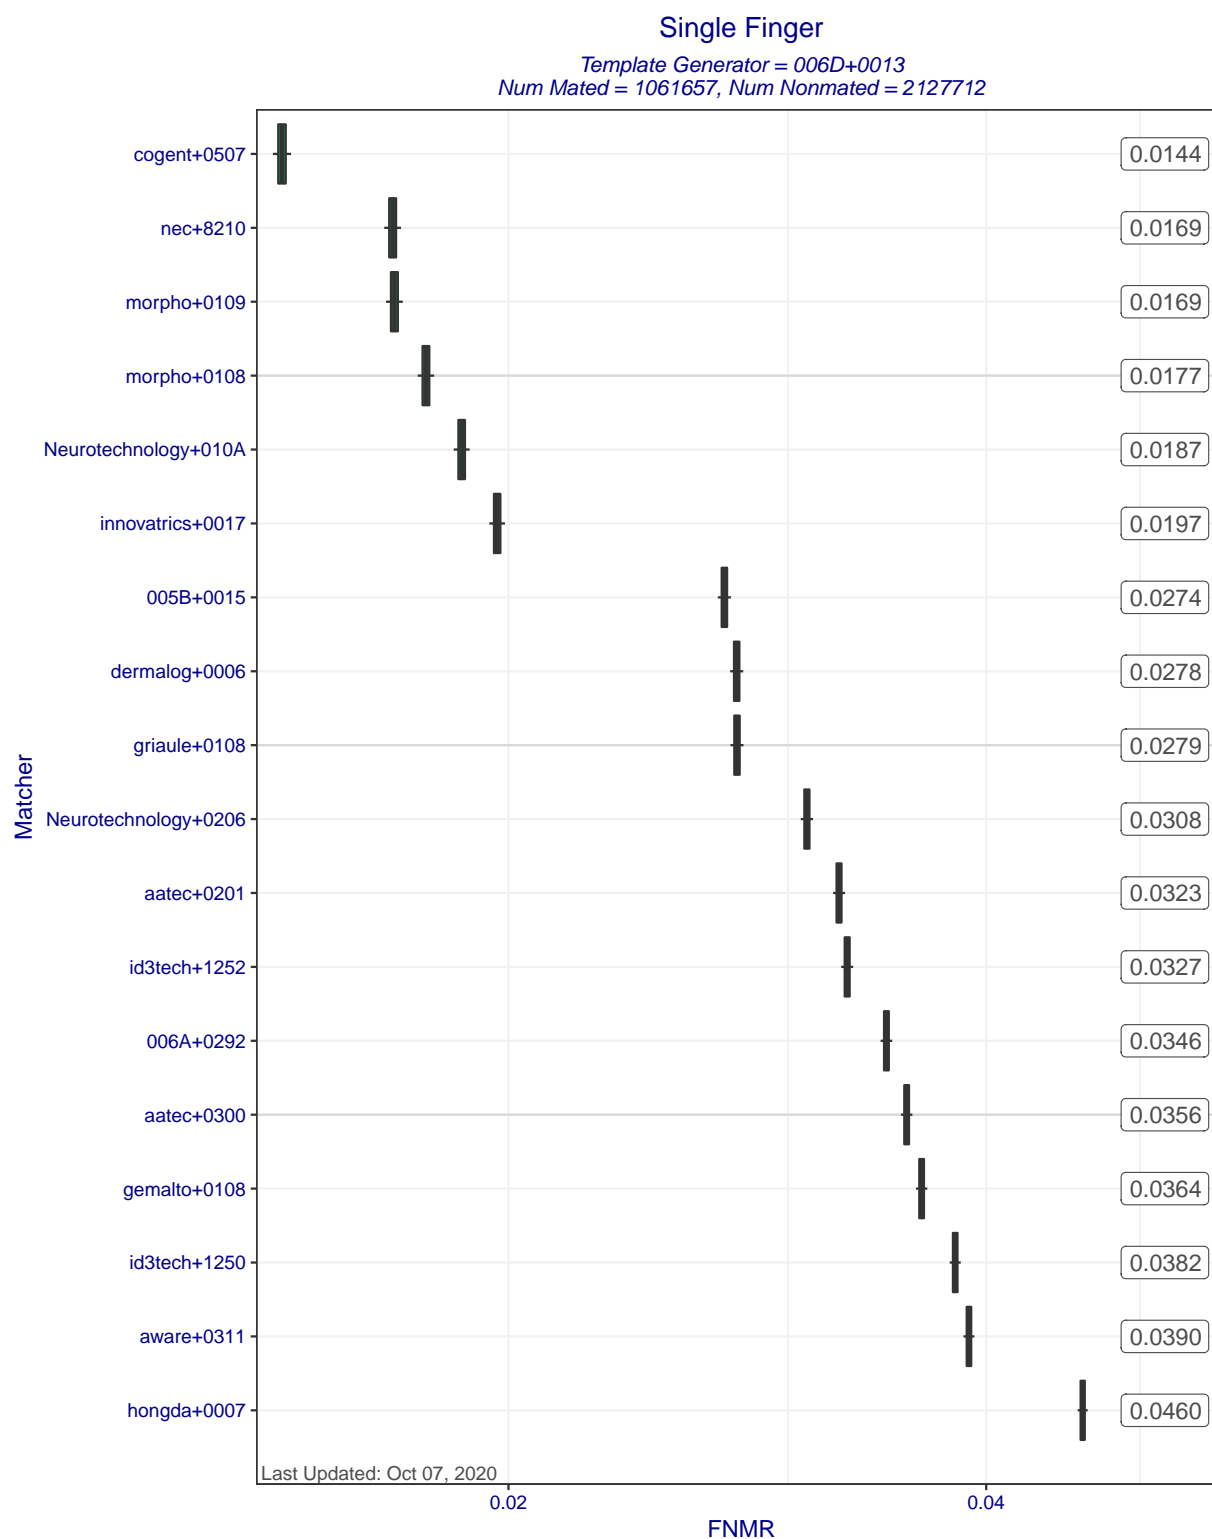 Single Finger
Template Generator = 006D+0013
Num Mated = 1061657, Num Nonmated = 2127712
cogent+0507 0.0144
nec+8210 0.0169
morpho+0109 0.0169
morpho+0108 0.0177
Neurotechnology+010A 0.0187
innovatrics+0017 0.0197
005B+0015 0.0274
dermalog+0006 0.0278
griaule+0108 0.0279
Neurotechnology+0206 0.0308
aatec+0201 0.0323
id3tech+1252 0.0327
006A+0292 0.0346
aatec+0300 0.0356
gemalto+0108 0.0364
id3tech+1250 0.0382
aware+0311 0.0390
hongda+0007 0.0460
Matcher
Last Updated: Oct 07, 2020
0.02 0.04
FNMR